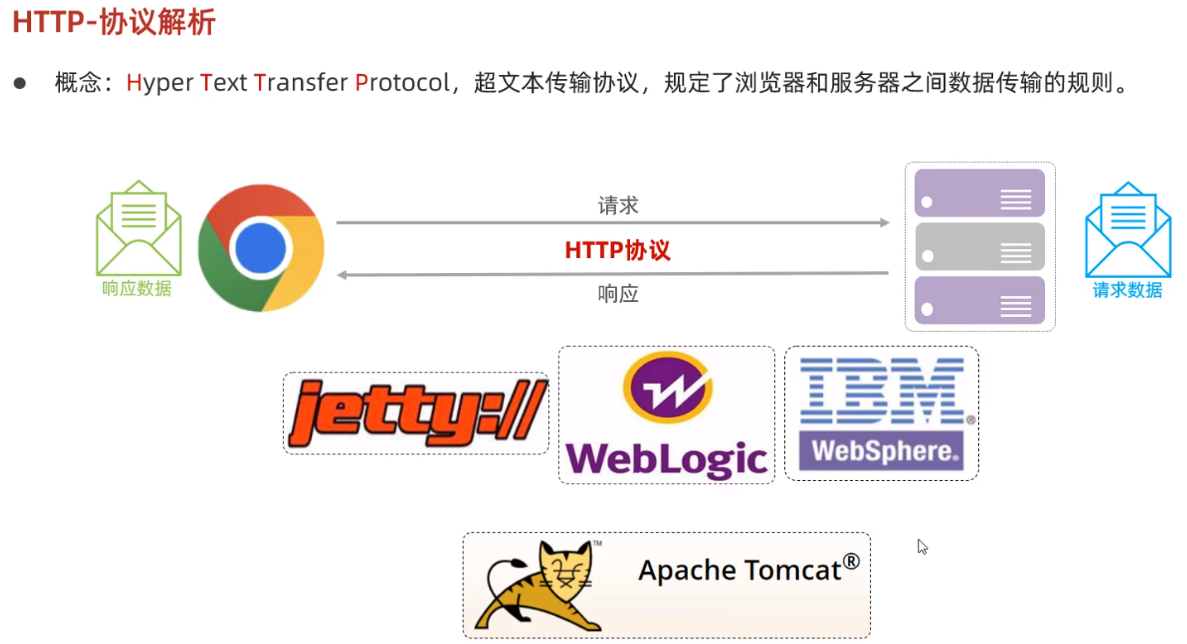 HTTP-协议解析
● 概念：Hyper Text Transfer Protocol，超文本传输协议，规定了浏览器和服务器之间数据传输的规则。
请求
HTTP协议
响应
响应数据
请求数据
jetty://
WebLogic
IBM®
WebSphere.
Apache Tomcat®
TM